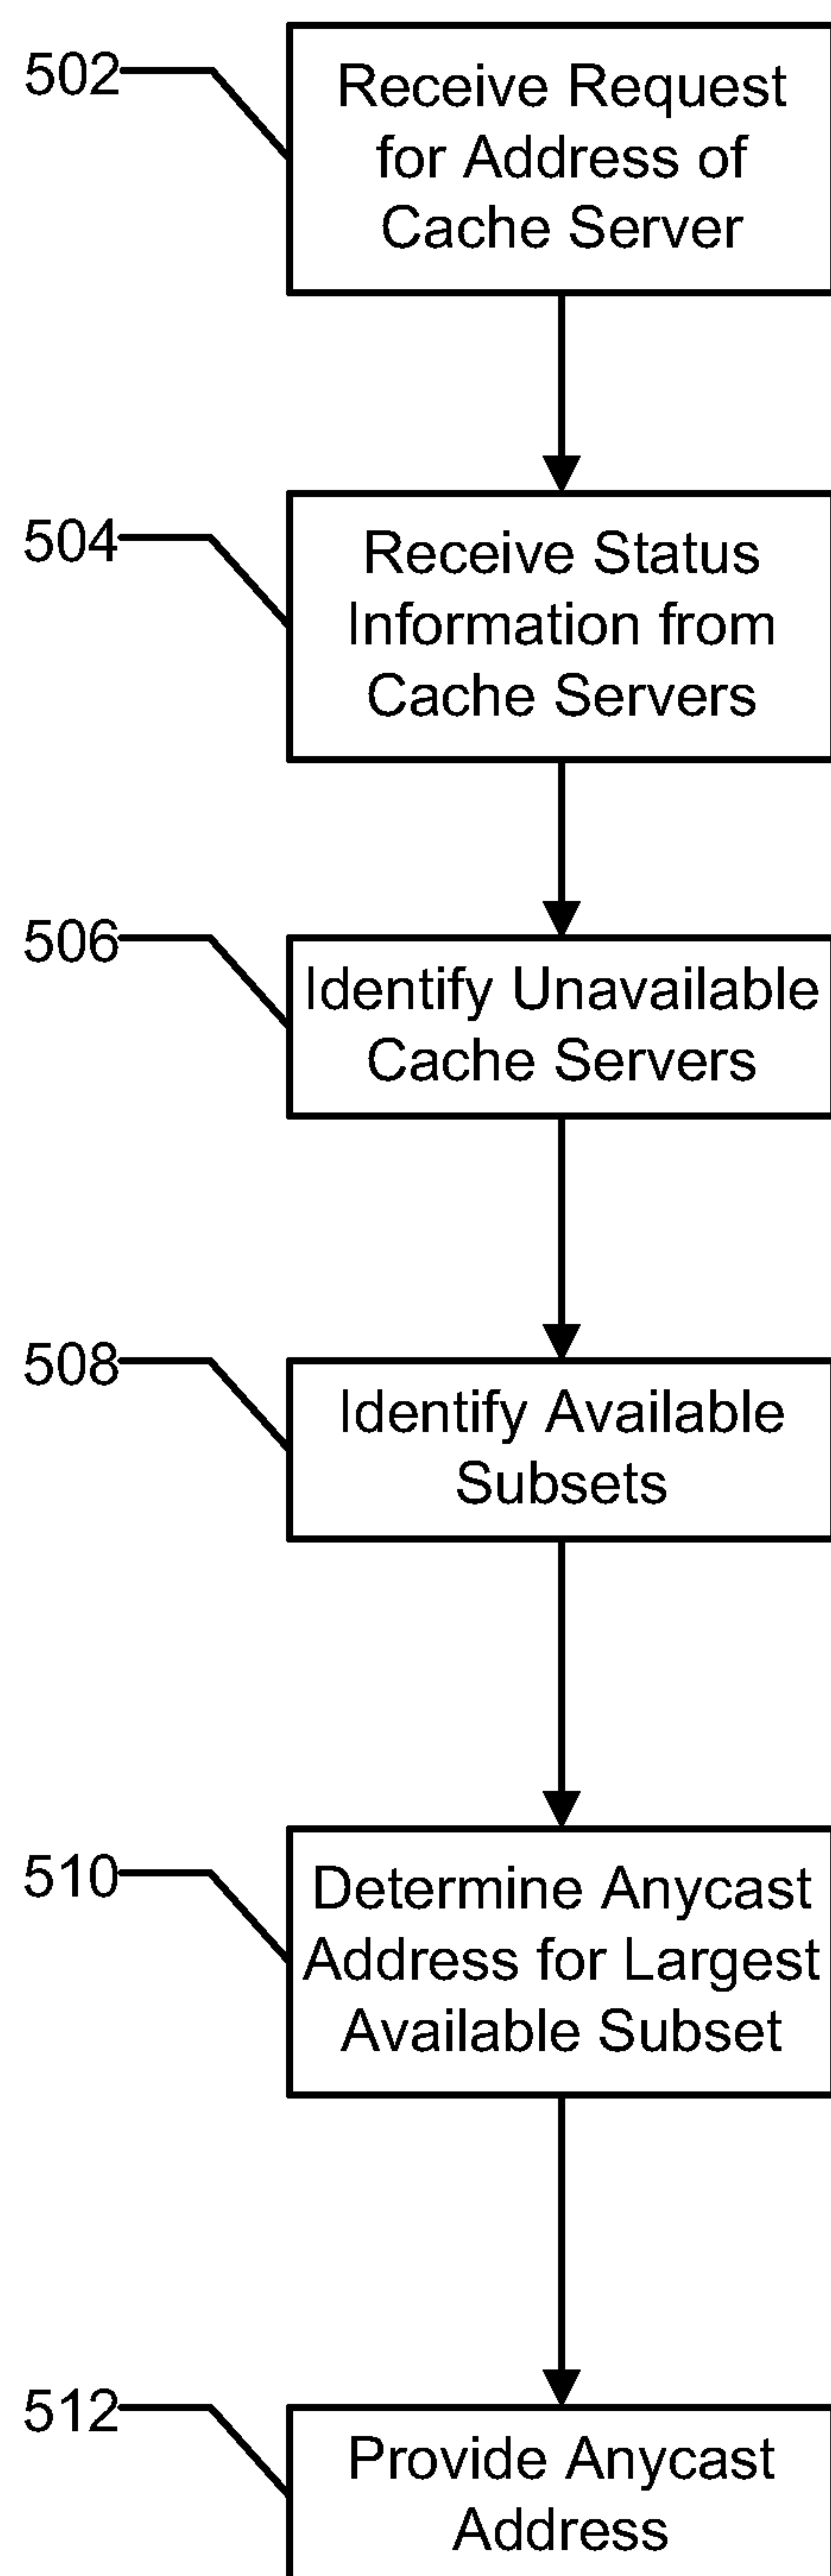 502
Receive Request
for Address of
Cache Server
504
Receive Status
Information from
Cache Servers
506
Identify Unavailable
Cache Servers
508
Identify Available
Subsets
510
Determine Anycast
Address for Largest
Available Subset
512
Provide Anycast
Address